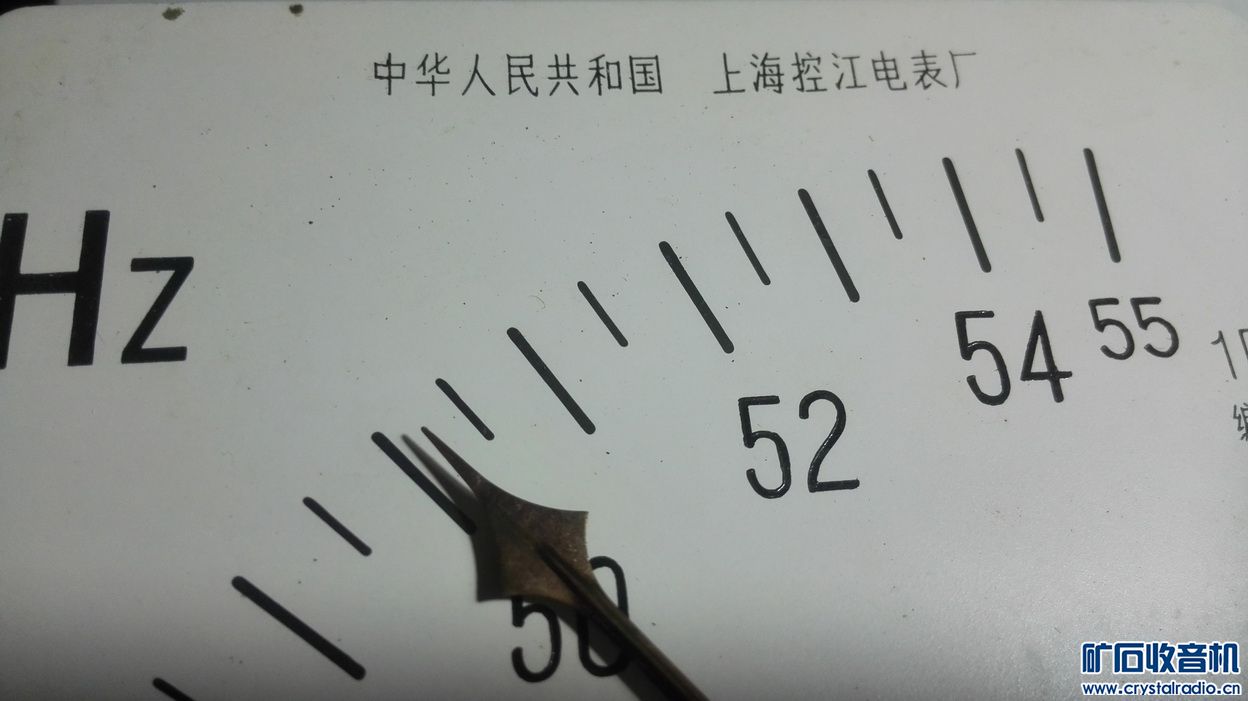 中华人民共和国 上海控江电表厂
Hz
50 52 54 55
矿石收音机
www.crystalradio.cn